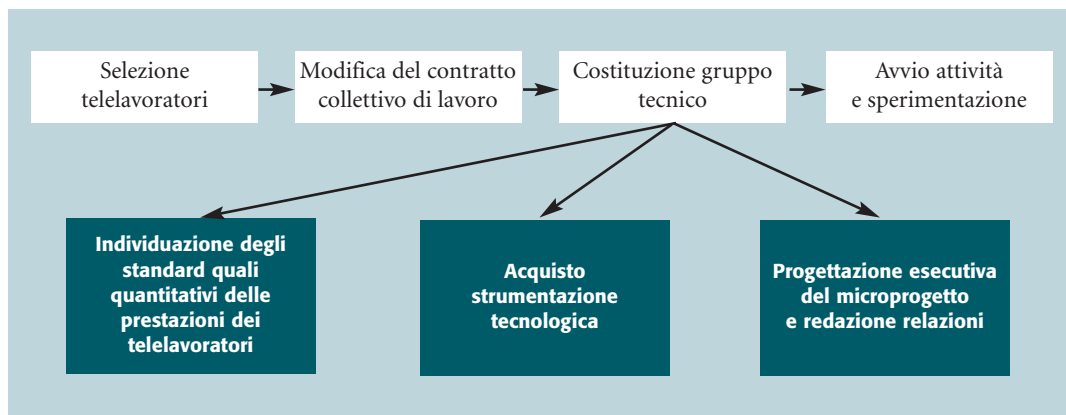 Selezione
telelavoratori
Modifica del contratto
collettivo di lavoro
Costituzione gruppo
tecnico
Avvio attività
e sperimentazione
Individuazione degli
standard quali
quantitativi delle
prestazioni dei
telelavoratori
Acquisto
strumentazione
tecnologica
Progettazione esecutiva
del microprogetto
e redazione relazioni